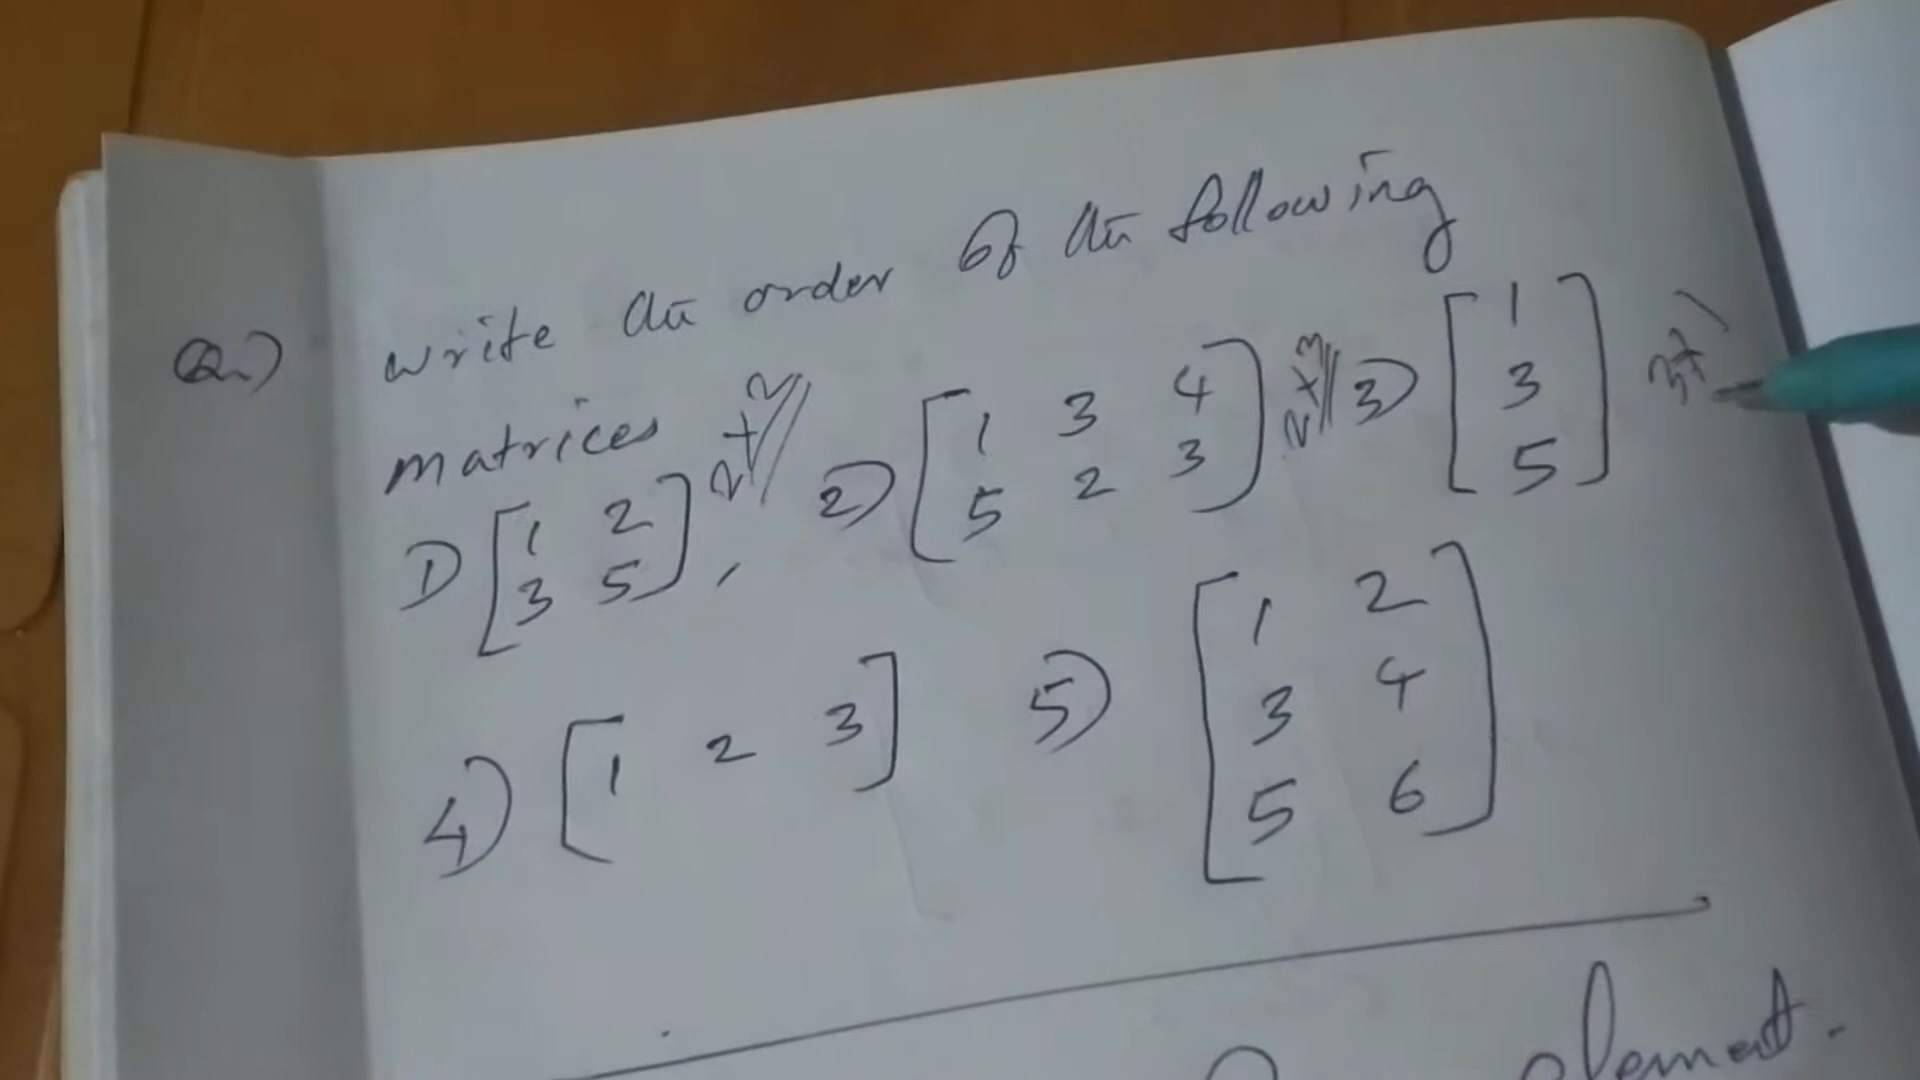 Q.) write the order of the following
matrices
1) [1 2 3 5] 2×2, 2) [1 3 4 5 2 3] 2×3 3) [1 3 5] 3×1
4) [1 2 3] 5) [1 2 3 4 5 6]
element.